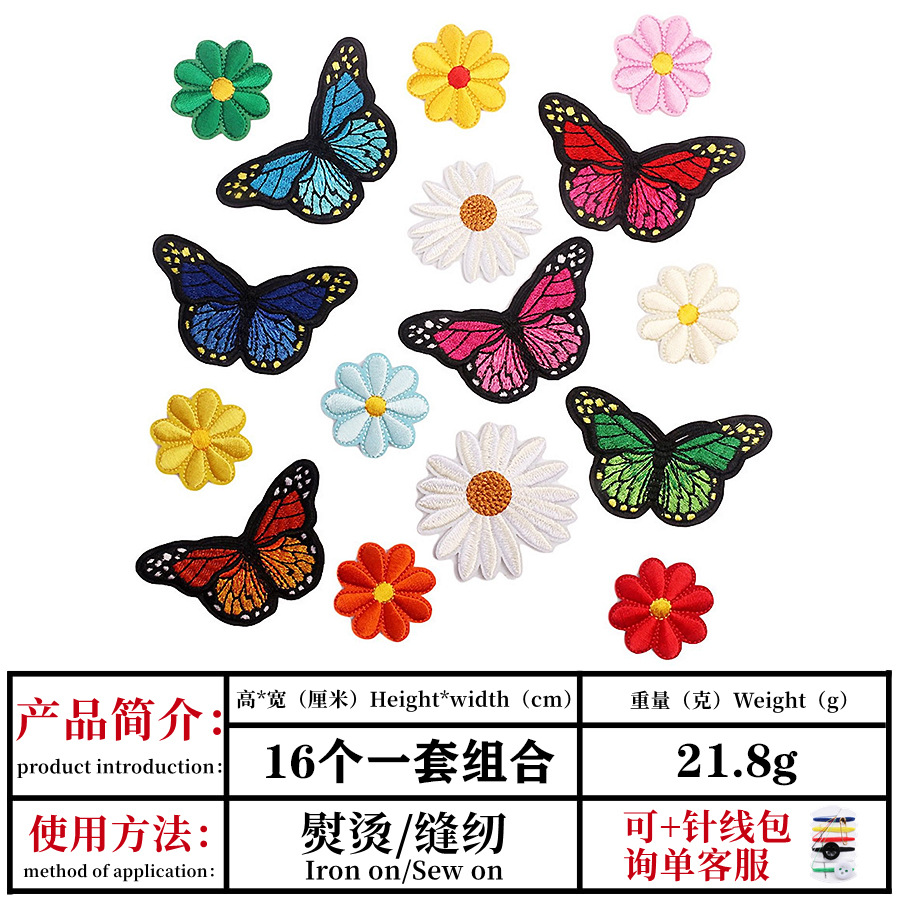 产品简介：
product introduction：
高*宽（厘米）Height*width（cm）
重量（克）Weight（g）
16个一套组合
21.8g
使用方法：
method of application：
熨烫/缝纫
Iron on/Sew on
可+针线包
询单客服